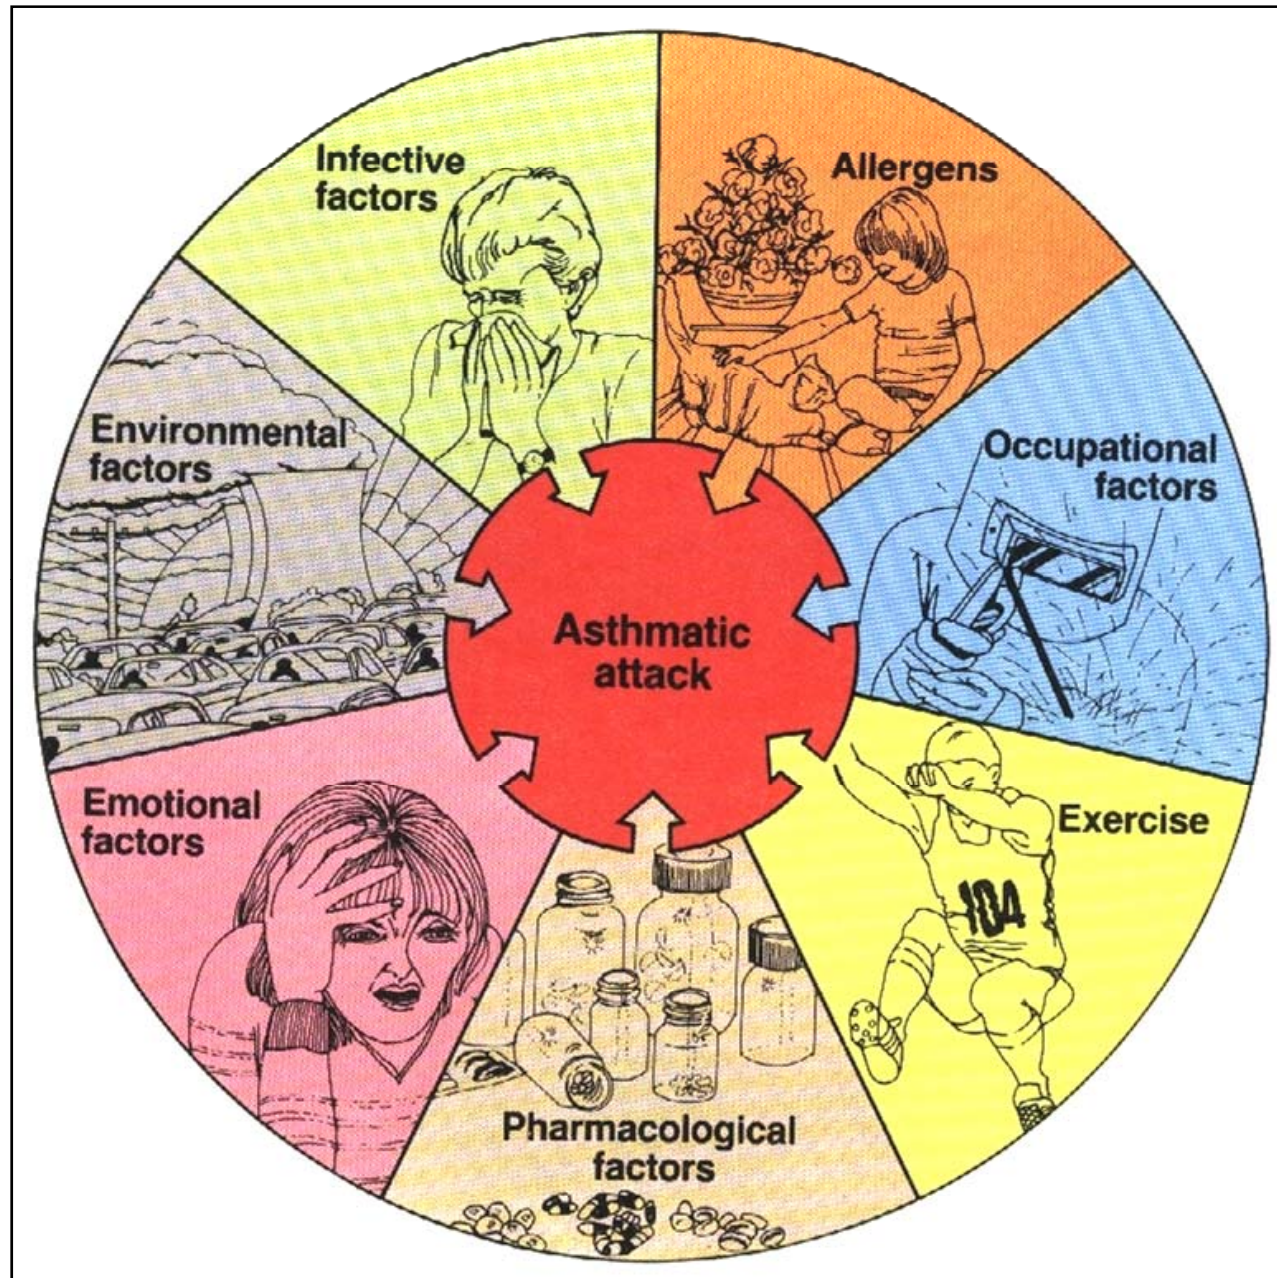 Infective
factors
Allergens
Occupational
factors
Exercise
104
Pharmacological
factors
Emotional
factors
Environmental
factors
Asthmatic
attack